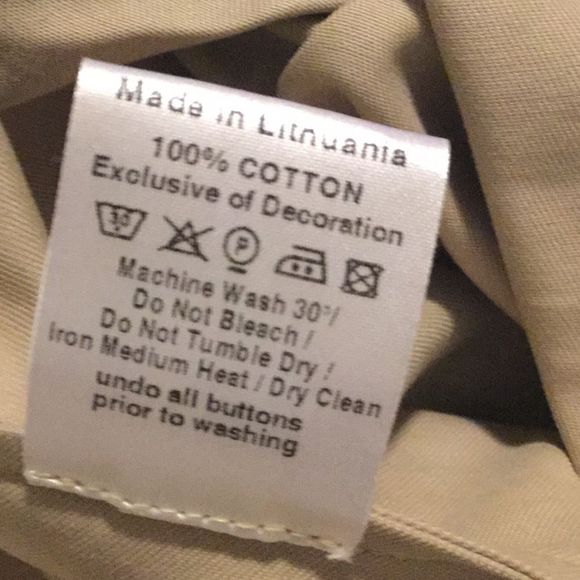 Made in Lithuania
100% COTTON
Exclusive of Decoration
30 P
Machine Wash 30°/
Do Not Bleach /
Do Not Tumble Dry /
Iron Medium Heat / Dry Clean
undo all buttons
prior to washing